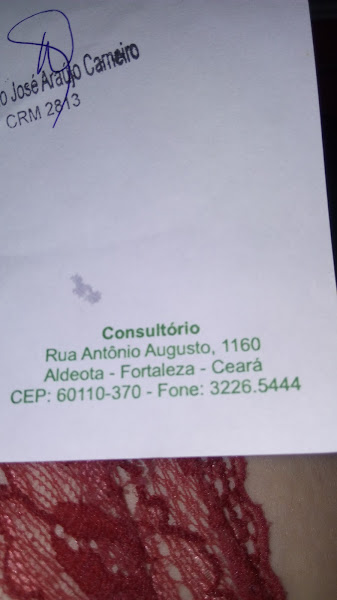 o José Araújo Carneiro
CRM 2813
Consultório
Rua Antônio Augusto, 1160
Aldeota - Fortaleza - Ceará
CEP: 60110-370 - Fone: 3226.5444